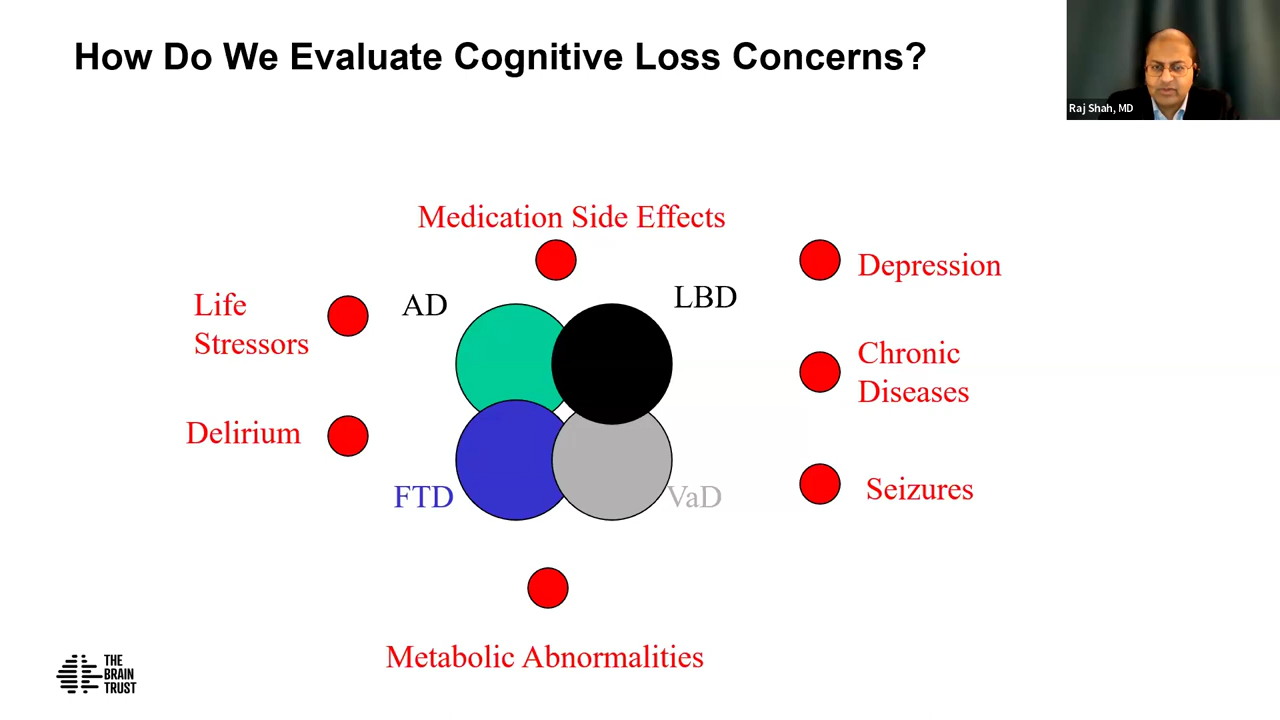 How Do We Evaluate Cognitive Loss Concerns?
Raj Shah, MD
Medication Side Effects
Depression
LBD
AD
Life
Stressors
Chronic
Diseases
Delirium
Seizures
FTD
VaD
Metabolic Abnormalities
THE
BRAIN
TRUST